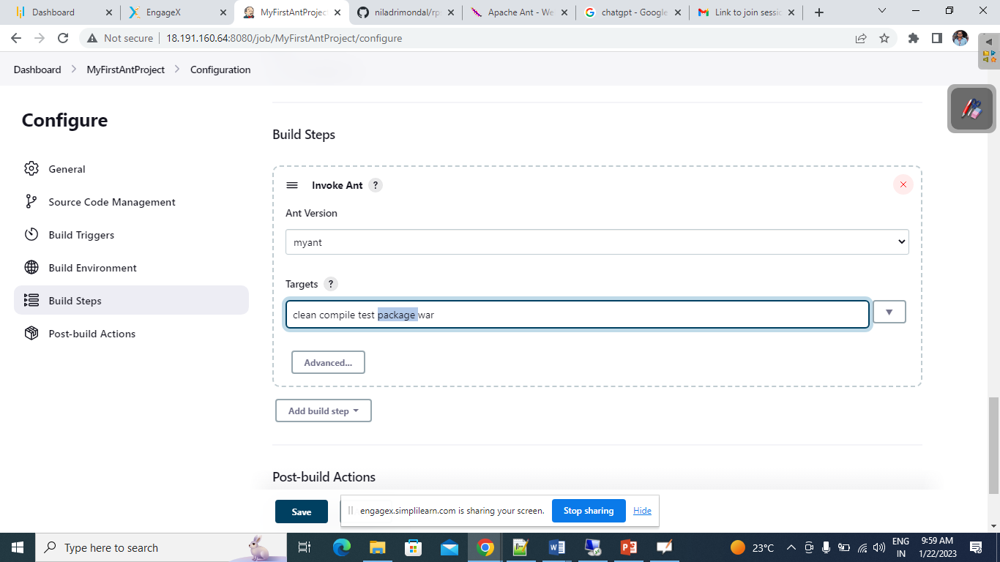 Dashboard
EngageX
MyFirstAntProjec
niladrimondal/rp
Apache Ant - We
chatgpt - Google
Link to join sessio
Not secure
18.191.160.64:8080/job/MyFirstAntProject/configure
Dashboard
MyFirstAntProject
Configuration
Configure
General
Source Code Management
Build Triggers
Build Environment
Build Steps
Post-build Actions
Build Steps
Invoke Ant ?
Ant Version
myant
Targets ?
clean compile test package war
Advanced...
Add build step
Post-build Actions
Save
engagex.simplilearn.com is sharing your screen.
Stop sharing
Hide
Type here to search
23°C
ENG
IN
9:59 AM
1/22/2023